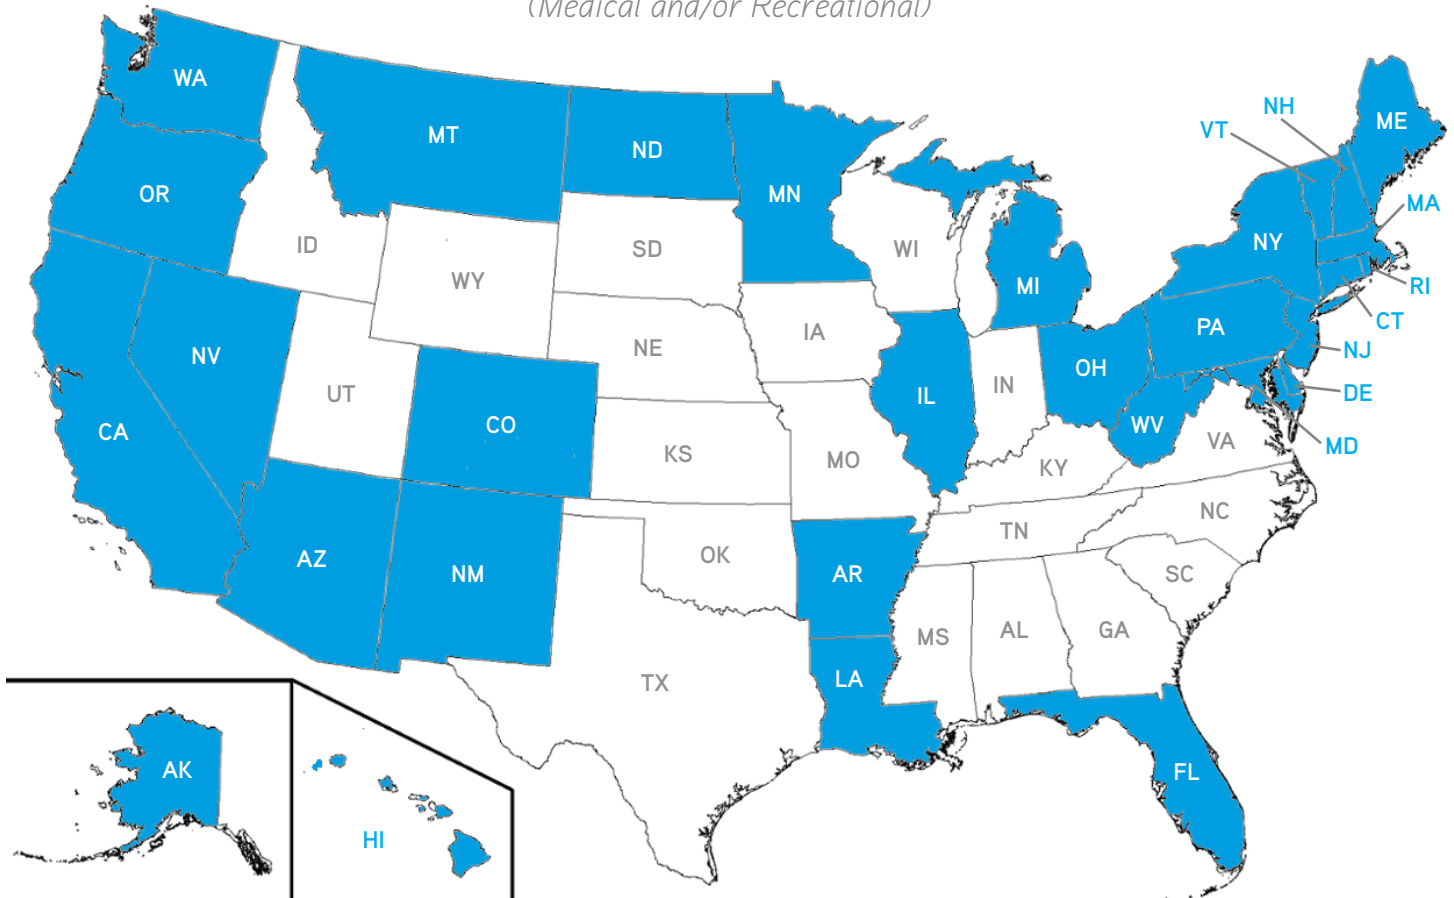 (Medical and/or Recreational)
WA
MT
ND
MN
OR
ID
WY
SD
WI
MI
NH
VT
ME
MA
NY
RI
CT
PA
NJ
DE
MD
NV
UT
CO
NE
IA
IL
IN
OH
WV
VA
CA
KS
MO
KY
AZ
NM
OK
AR
TN
NC
SC
TX
LA
MS
AL
GA
FL
AK
HI